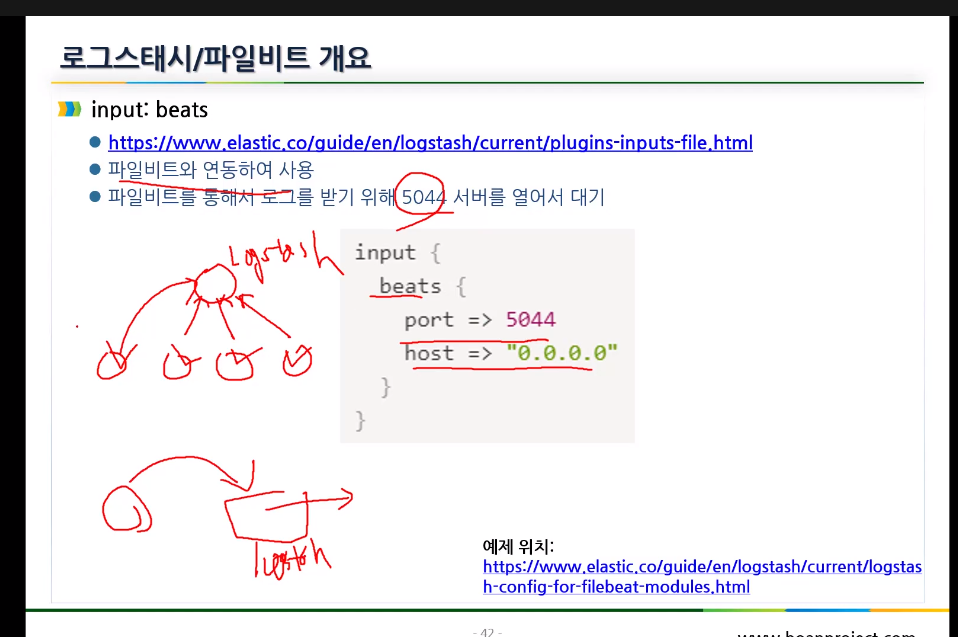 로그스태시/파일비트 개요
input: beats
https://www.elastic.co/guide/en/logstash/current/plugins-inputs-file.html
파일비트와 연동하여 사용
파일비트를 통해서 로그를 받기 위해 5044 서버를 열어서 대기
Logstash
input {
beats {
port => 5044
host => "0.0.0.0"
}
}
logstash
예제 위치:
https://www.elastic.co/guide/en/logstash/current/logstas
h-config-for-filebeat-modules.html
- 42 -
www.boanproject.com